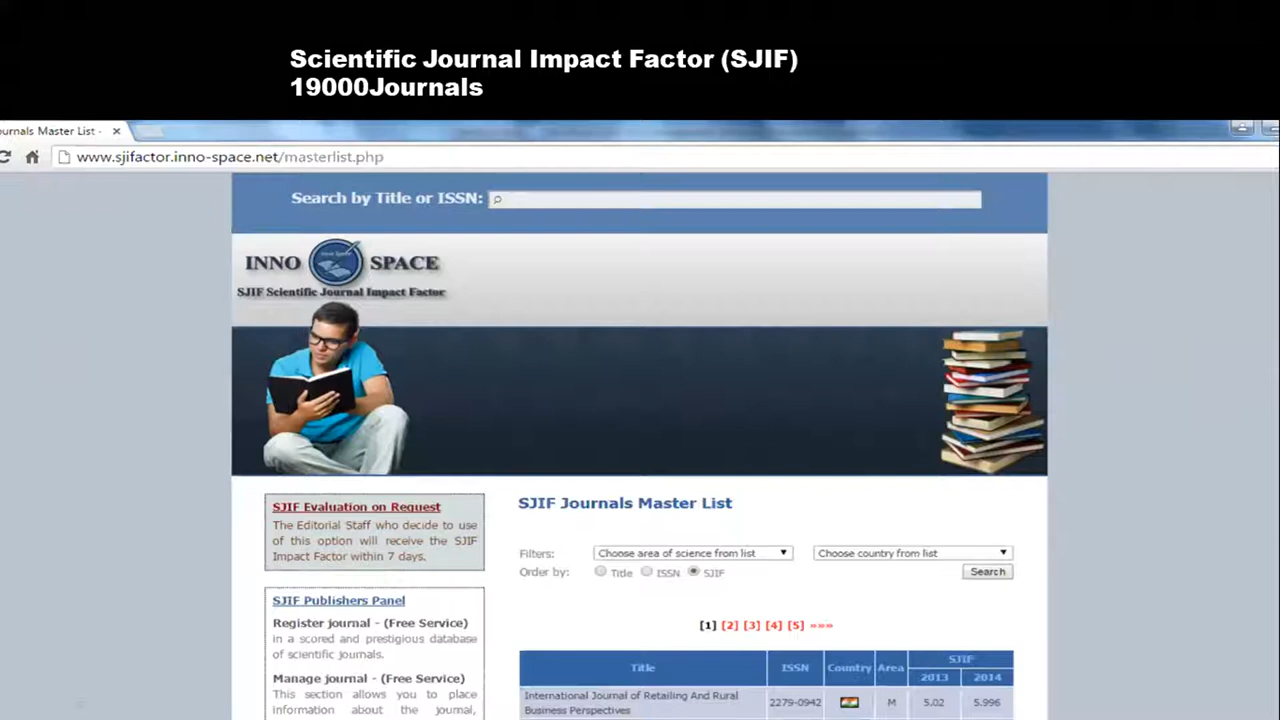 Scientific Journal Impact Factor (SJIF)
19000Journals
ournals Master List -
www.sjifactor.inno-space.net/masterlist.php
Search by Title or ISSN:
INNO SPACE
SJIF Scientific Journal Impact Factor
SJIF Evaluation on Request
The Editorial Staff who decide to use
of this option will receive the SJIF
Impact Factor within 7 days.
SJIF Publishers Panel
Register journal - (Free Service)
in a scored and prestigious database
of scientific journals.
Manage journal - (Free Service)
This section allows you to place
information about the journal,
SJIF Journals Master List
Filters: Choose area of science from list Choose country from list
Order by: Title ISSN SJIF Search
[1] [2] [3] [4] [5] »»»
Title ISSN Country Area SJIF
2013 2014
International Journal of Retailing And Rural
Business Perspectives 2279-0942 M 5.02 5.996